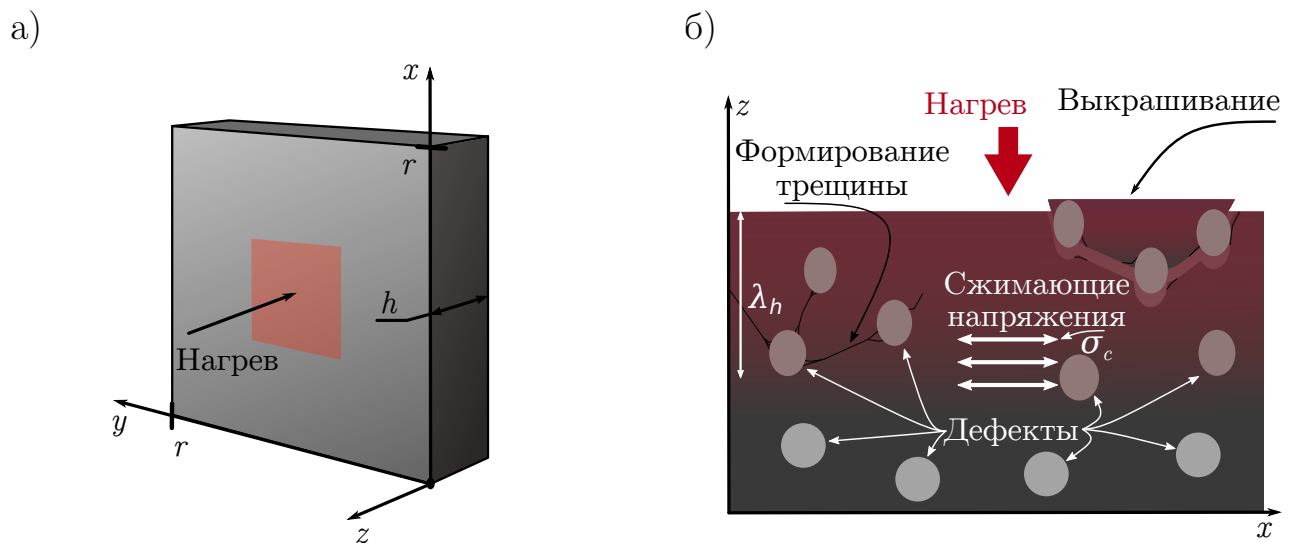 а)
x
r
h
Нагрев
y
r
z
б)
z
Нагрев
Выкрашивание
Формирование
трещины
λh
Сжимающие
напряжения
σc
Дефекты
x